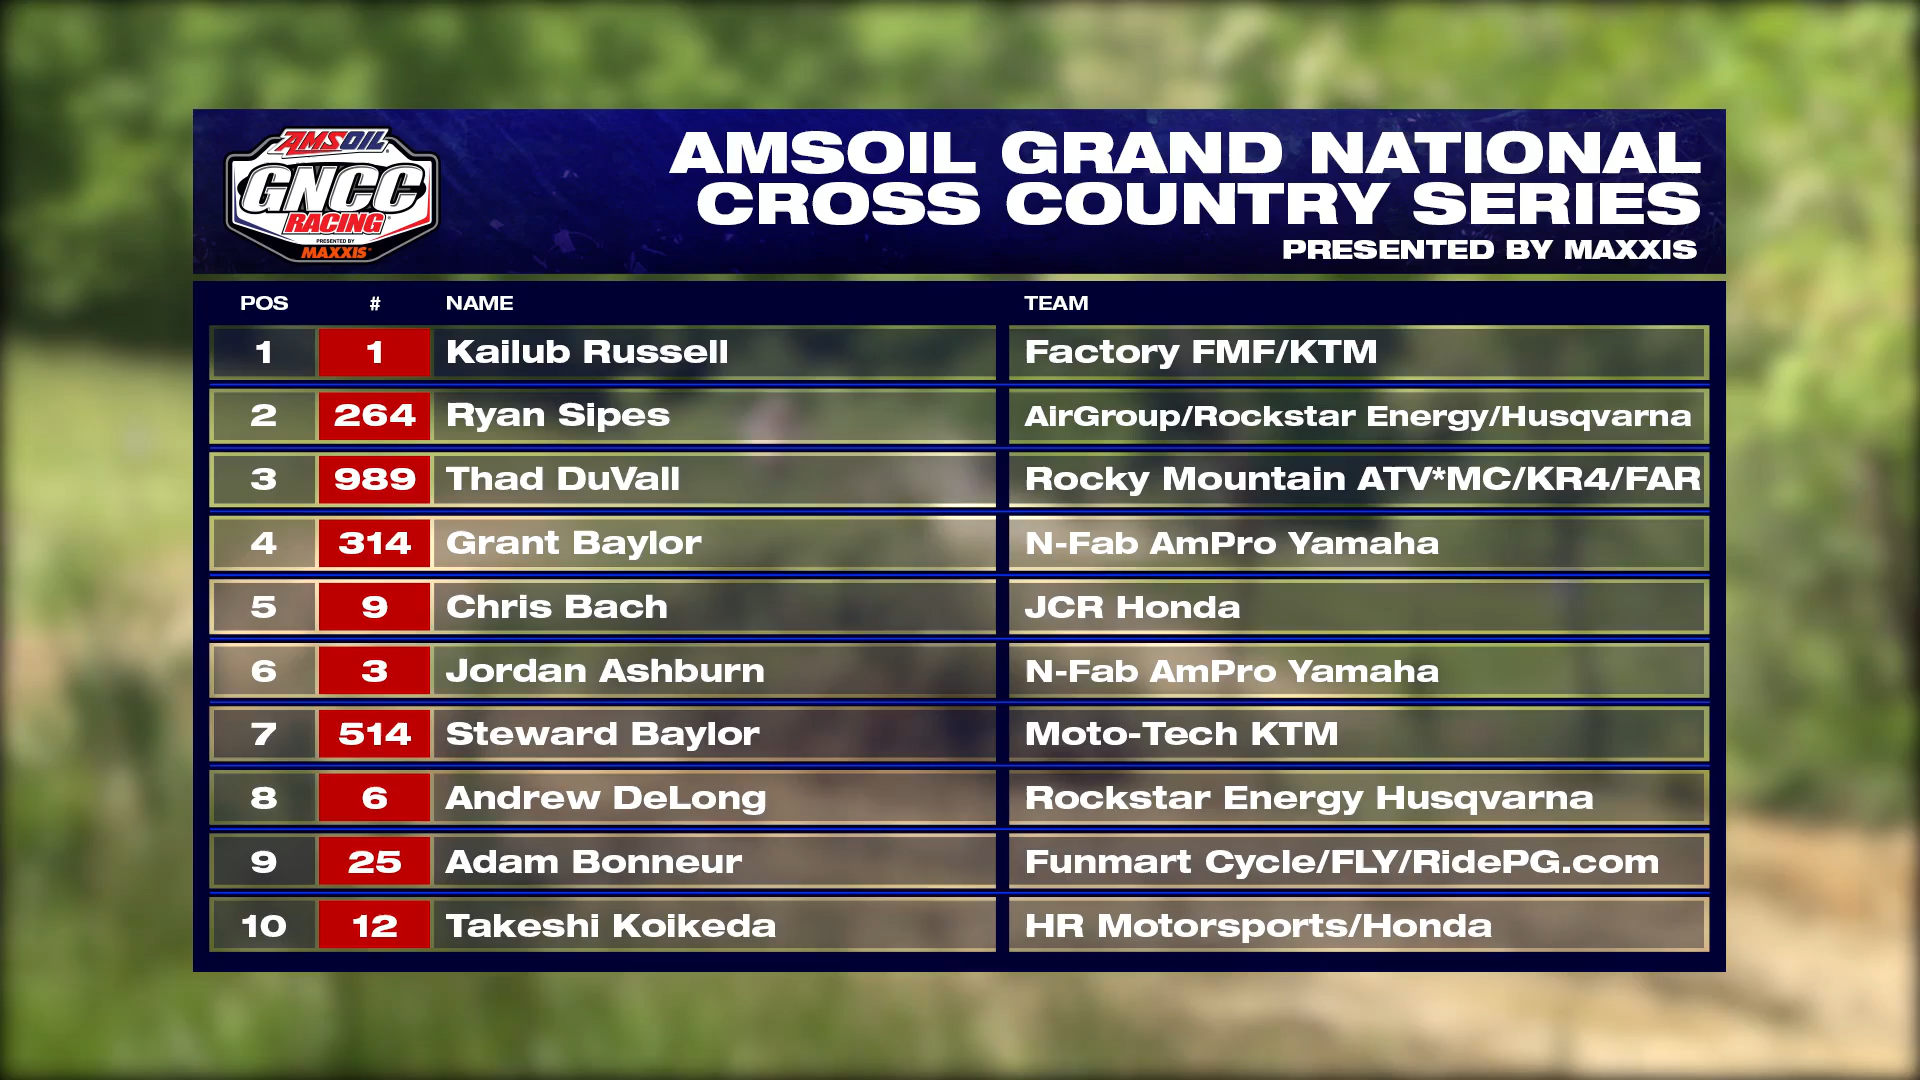 AMSOIL
GNCC
RACING
PRESENTED BY
MAXXIS
AMSOIL GRAND NATIONAL
CROSS COUNTRY SERIES
PRESENTED BY MAXXIS
POS # NAME TEAM
1 1 Kailub Russell Factory FMF/KTM
2 264 Ryan Sipes AirGroup/Rockstar Energy/Husqvarna
3 989 Thad DuVall Rocky Mountain ATV*MC/KR4/FAR
4 314 Grant Baylor N-Fab AmPro Yamaha
5 9 Chris Bach JCR Honda
6 3 Jordan Ashburn N-Fab AmPro Yamaha
7 514 Steward Baylor Moto-Tech KTM
8 6 Andrew DeLong Rockstar Energy Husqvarna
9 25 Adam Bonneur Funmart Cycle/FLY/RidePG.com
10 12 Takeshi Koikeda HR Motorsports/Honda